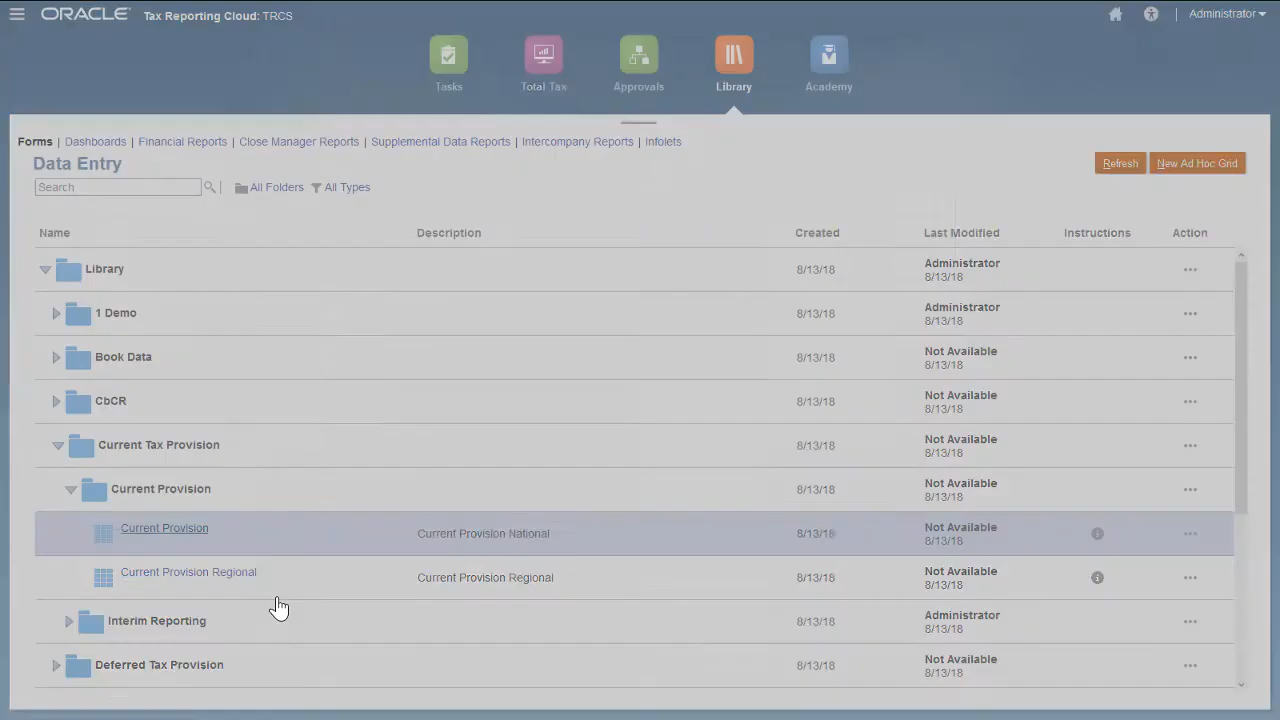 ORACLE® Tax Reporting Cloud: TRCS Administrator
Tasks Total Tax Approvals Library Academy
Forms | Dashboards | Financial Reports | Close Manager Reports | Supplemental Data Reports | Intercompany Reports | Infolets
Data Entry
Refresh New Ad Hoc Grid
Search All Folders All Types
Name Description Created Last Modified Instructions Action
Library 8/13/18 Administrator
8/13/18
1 Demo 8/13/18 Administrator
8/13/18
Book Data 8/13/18 Not Available
8/13/18
CbCR 8/13/18 Not Available
8/13/18
Current Tax Provision 8/13/18 Not Available
8/13/18
Current Provision 8/13/18 Not Available
8/13/18
Current Provision Current Provision National 8/13/18 Not Available
8/13/18
Current Provision Regional Current Provision Regional 8/13/18 Not Available
8/13/18
Interim Reporting 8/13/18 Administrator
8/13/18
Deferred Tax Provision 8/13/18 Not Available
8/13/18